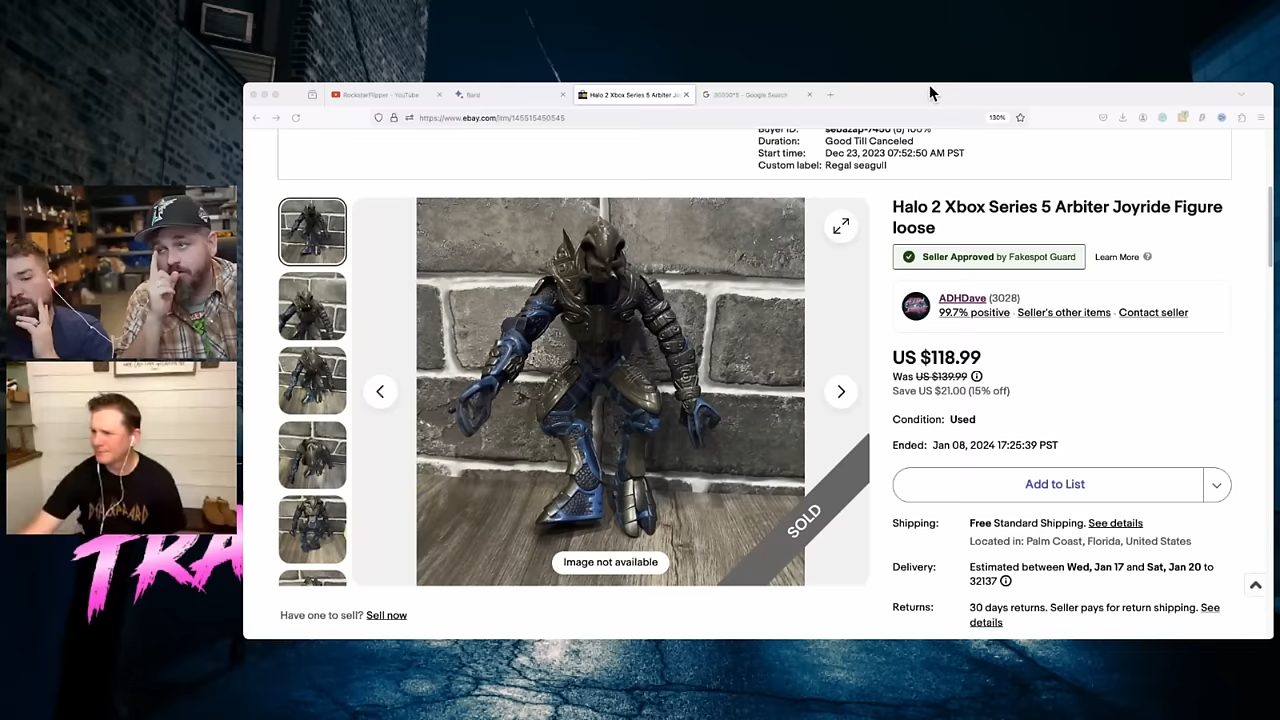 RockstarFlipper - YouTube
Bard
Halo 2 Xbox Series 5 Arbiter Jo
30000*5 - Google Search
https://www.ebay.com/itm/145515450545
130%
Duration: Good Till Canceled
Start time: Dec 23, 2023 07:52:50 AM PST
Custom label: Regal seagull
Halo 2 Xbox Series 5 Arbiter Joyride Figure
loose
Seller Approved by Fakespot Guard
Learn More
ADHDave (3028)
99.7% positive · Seller's other items · Contact seller
US $118.99
Was US $139.99
Save US $21.00 (15% off)
Condition: Used
Ended: Jan 08, 2024 17:25:39 PST
Add to List
Shipping: Free Standard Shipping. See details
Located in: Palm Coast, Florida, United States
Delivery: Estimated between Wed, Jan 17 and Sat, Jan 20 to
32137
Returns: 30 days returns. Seller pays for return shipping. See
details
SOLD
Image not available
Have one to sell? Sell now
TRA